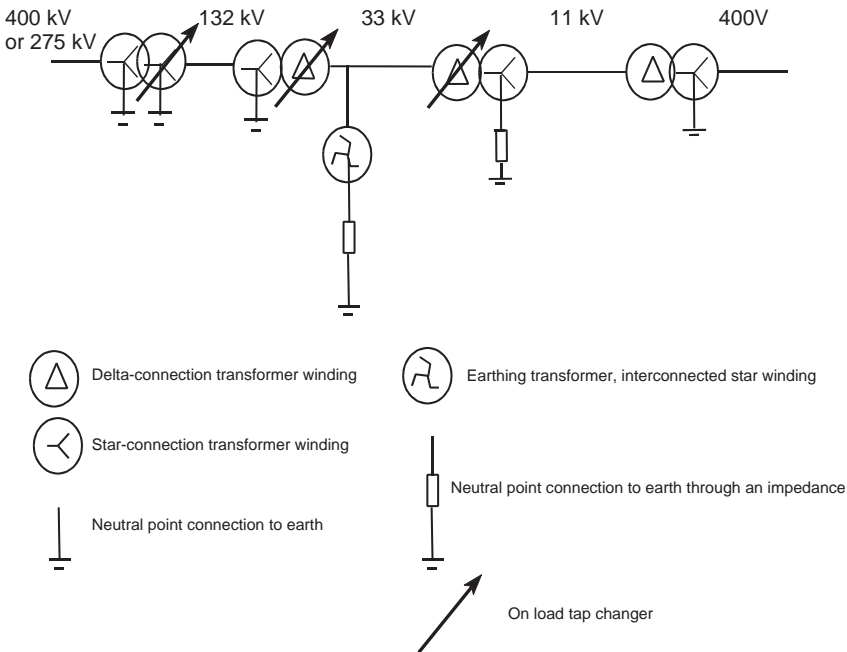 400 kV
or 275 kV
132 kV
33 kV
11 kV
400V
Delta-connection transformer winding
Earthing transformer, interconnected star winding
Star-connection transformer winding
Neutral point connection to earth through an impedance
Neutral point connection to earth
On load tap changer